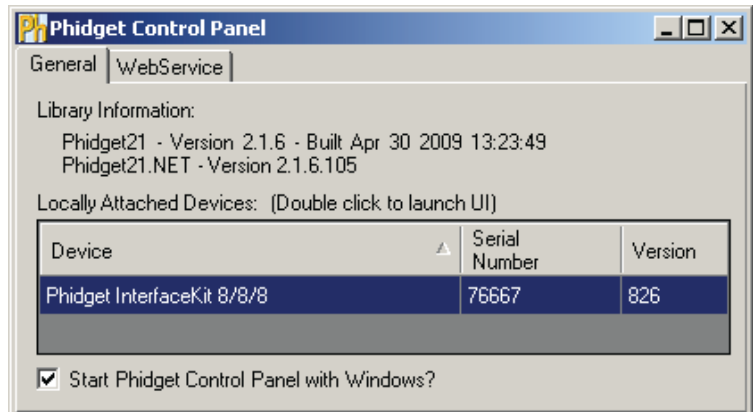 Ph Phidget Control Panel
General WebService
Library Information:
Phidget21 - Version 2.1.6 - Built Apr 30 2009 13:23:49
Phidget21.NET - Version 2.1.6.105
Locally Attached Devices: (Double click to launch UI)
Device Serial Number Version
Phidget InterfaceKit 8/8/8 76667 826
Start Phidget Control Panel with Windows?